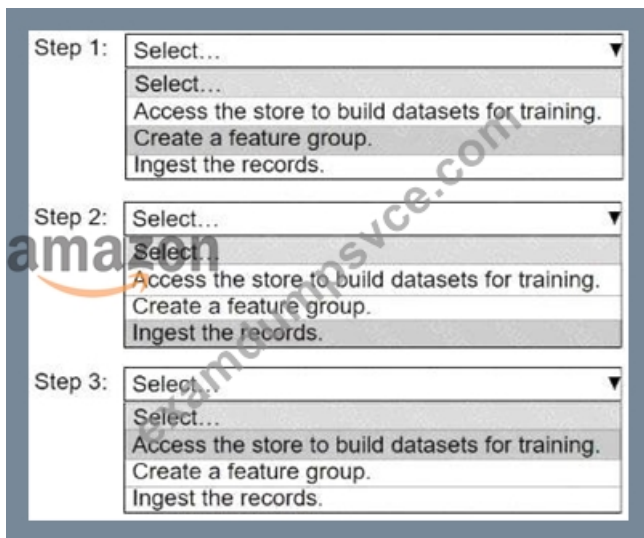 Step 1: Select... ▼
Select...
Access the store to build datasets for training.
Create a feature group.
Ingest the records.
Step 2: Select... ▼
Select...
Access the store to build datasets for training.
Create a feature group.
Ingest the records.
Step 3: Select... ▼
Select...
Access the store to build datasets for training.
Create a feature group.
Ingest the records.
amazon
examdumpsvce.com